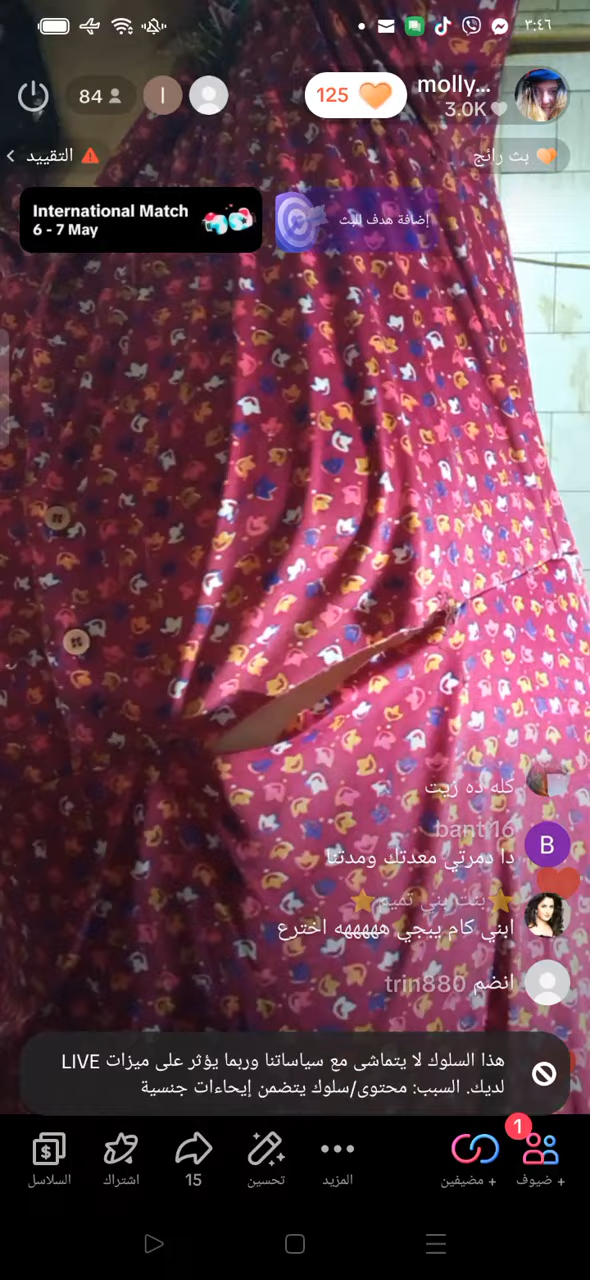 ٣:٤٦
molly...
3.0K
125
84
I
بث رائج
التقييد
International Match
6 - 7 May
إضافة هدف للبث
كله ده زيت
bant 16
B
دا دمرتي معدتك ومدتنا
بنت بني تميم
ابني كام ييجي هههههه اخترع
trin880 انضم
هذا السلوك لا يتماشى مع سياساتنا وربما يؤثر على ميزات LIVE
لديك. السبب: محتوى/سلوك يتضمن إيحاءات جنسية
1
+ ضيوف
+ مضيفين
المزيد
تحسين
15
اشتراك
السلاسل